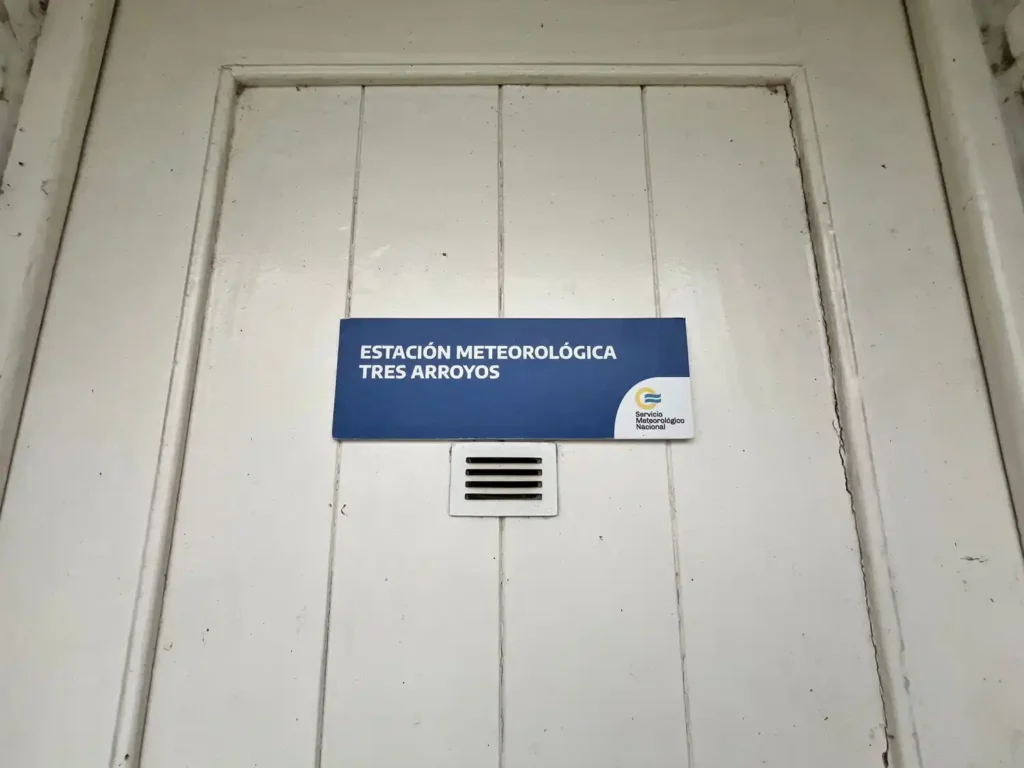 ESTACIÓN METEOROLÓGICA
TRES ARROYOS
Servicio
Meteorológico
Nacional